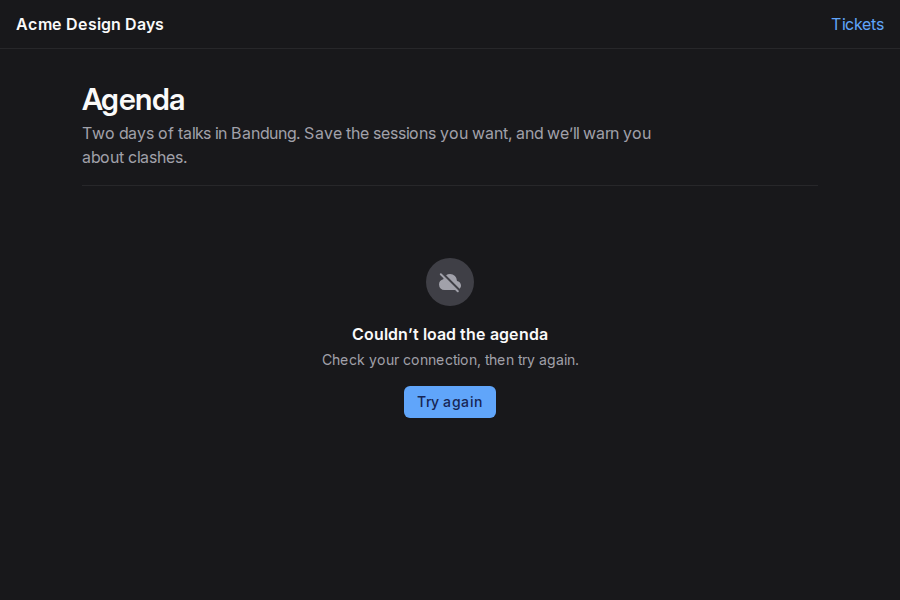 Acme Design Days
Tickets
Agenda
Two days of talks in Bandung. Save the sessions you want, and we’ll warn you
about clashes.
Couldn’t load the agenda
Check your connection, then try again.
Try again